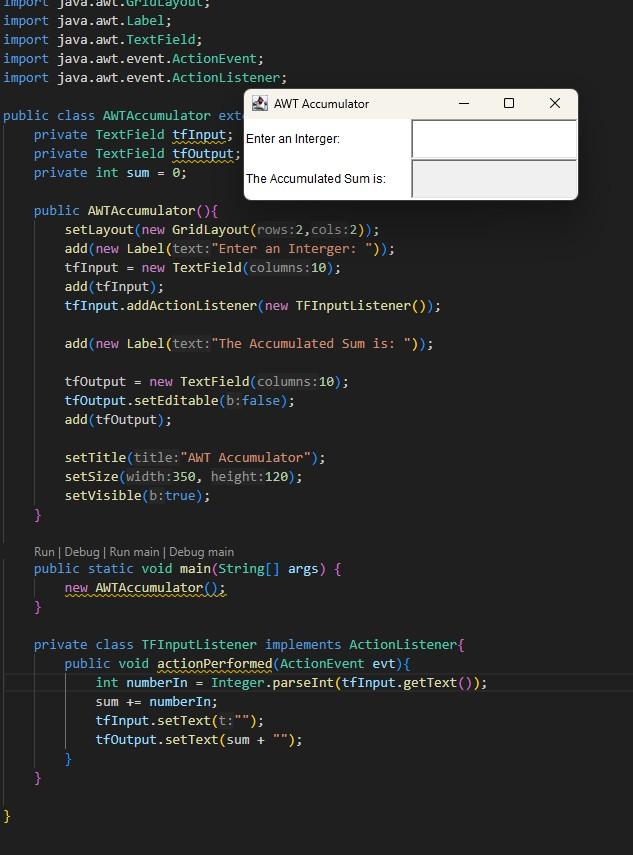 import java.awt.GridLayout;
import java.awt.Label;
import java.awt.TextField;
import java.awt.event.ActionEvent;
import java.awt.event.ActionListener;
public class AWTAccumulator exte
private TextField tfInput;
private TextField tfOutput;
private int sum = 0;
AWT Accumulator
Enter an Interger:
The Accumulated Sum is:
public AWTAccumulator(){
setLayout(new GridLayout(rows:2,cols:2));
add(new Label(text:"Enter an Interger: "));
tfInput = new TextField(columns:10);
add(tfInput);
tfInput.addActionListener(new TFInputListener());
add(new Label(text:"The Accumulated Sum is: "));
tfOutput = new TextField(columns:10);
tfOutput.setEditable(b:false);
add(tfOutput);
setTitle(title:"AWT Accumulator");
setSize(width:350, height:120);
setVisible(b:true);
}
Run | Debug | Run main | Debug main
public static void main(String[] args) {
new AWTAccumulator();
}
private class TFInputListener implements ActionListener{
public void actionPerformed(ActionEvent evt){
int numberIn = Integer.parseInt(tfInput.getText());
sum += numberIn;
tfInput.setText(t:"");
tfOutput.setText(sum + "");
}
}
}